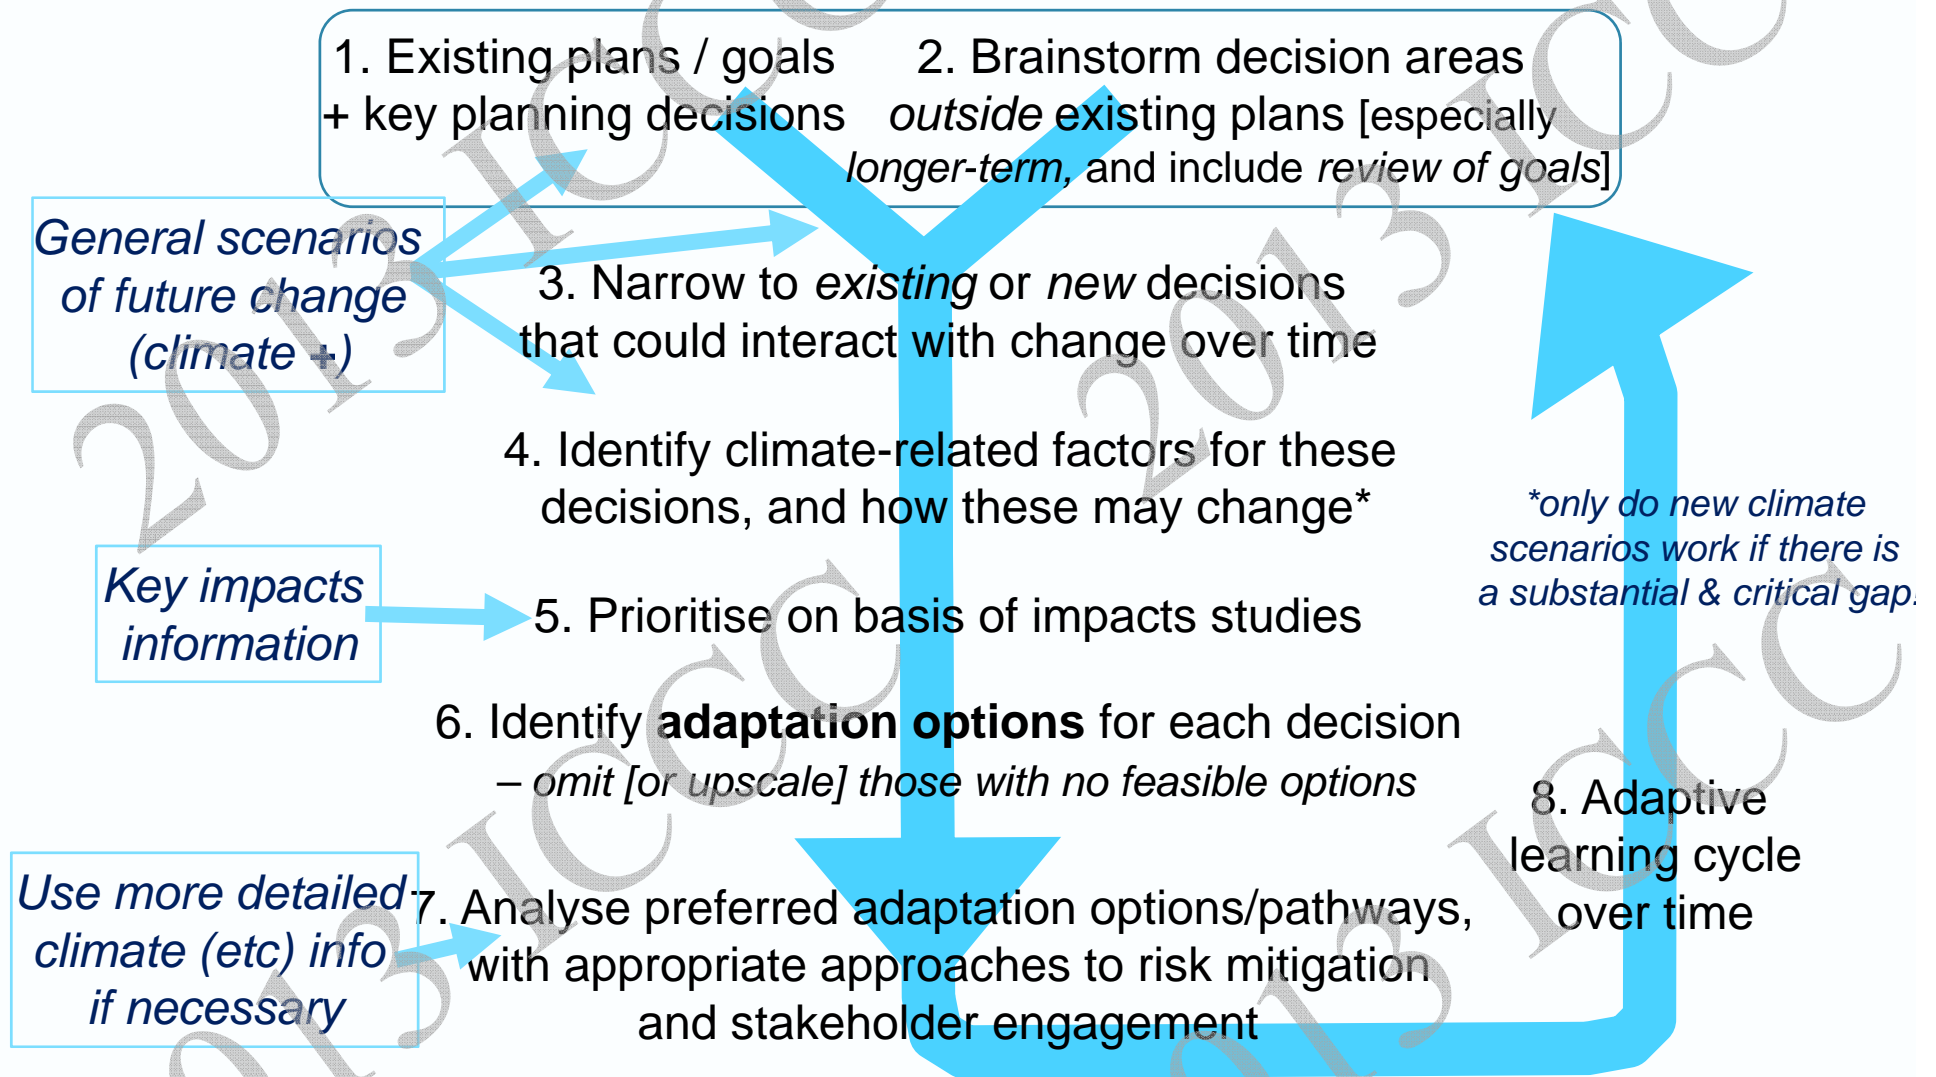 1. Existing plans / goals
+ key planning decisions
2. Brainstorm decision areas
outside existing plans [especially
longer-term, and include review of goals]
General scenarios
of future change
(climate +)
3. Narrow to existing or new decisions
that could interact with change over time
4. Identify climate-related factors for these
decisions, and how these may change*
*only do new climate
scenarios work if there is
a substantial & critical gap.
Key impacts
information
5. Prioritise on basis of impacts studies
6. Identify adaptation options for each decision
– omit [or upscale] those with no feasible options
8. Adaptive
learning cycle
over time
Use more detailed
climate (etc) info
if necessary
7. Analyse preferred adaptation options/pathways,
with appropriate approaches to risk mitigation
and stakeholder engagement
2013 ICCC
2013 ICCC
2013 ICCC
2013 ICCC